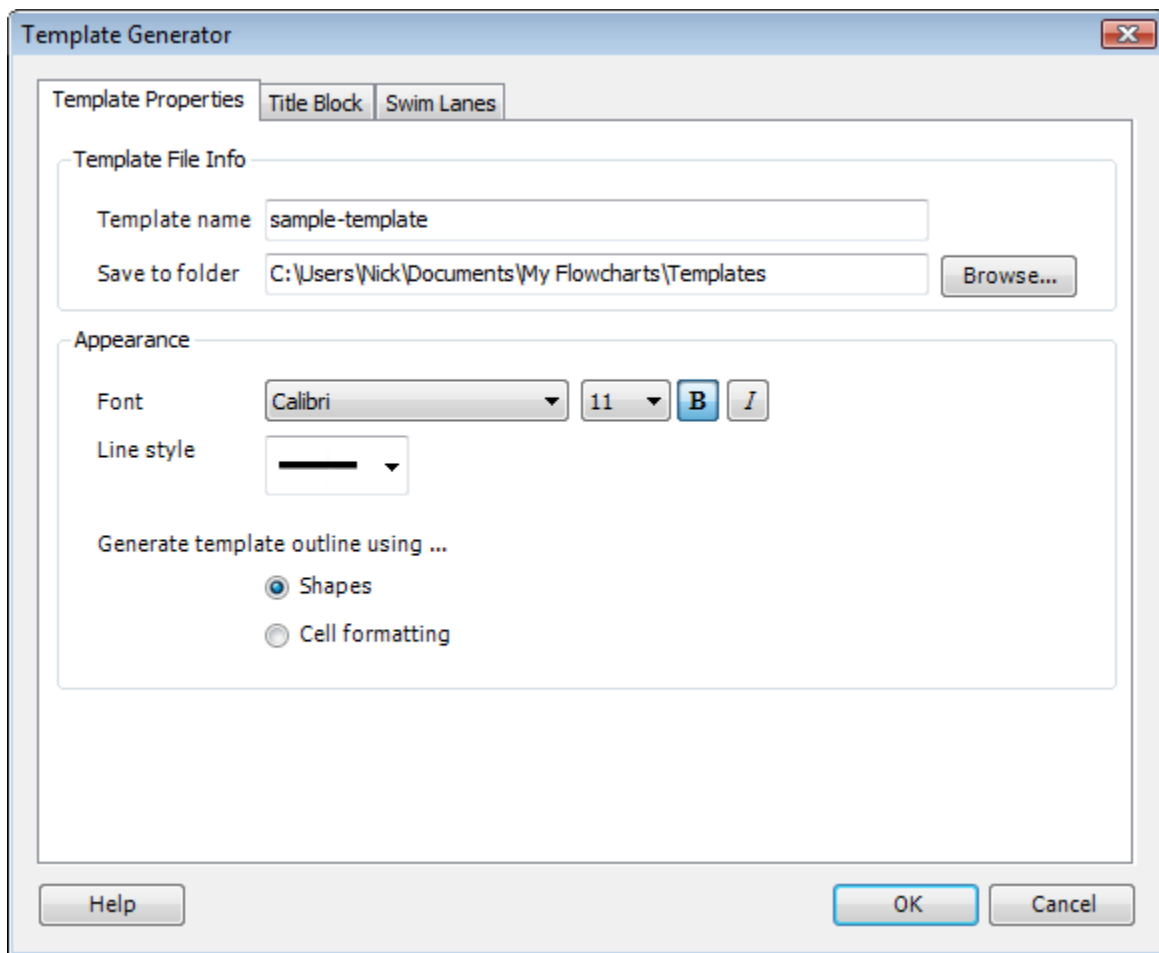 Template Generator
Template Properties Title Block Swim Lanes
Template File Info
Template name sample-template
Save to folder C:\Users\Nick\Documents\My Flowcharts\Templates Browse...
Appearance
Font Calibri 11 B I
Line style
Generate template outline using ...
Shapes
Cell formatting
Help OK Cancel